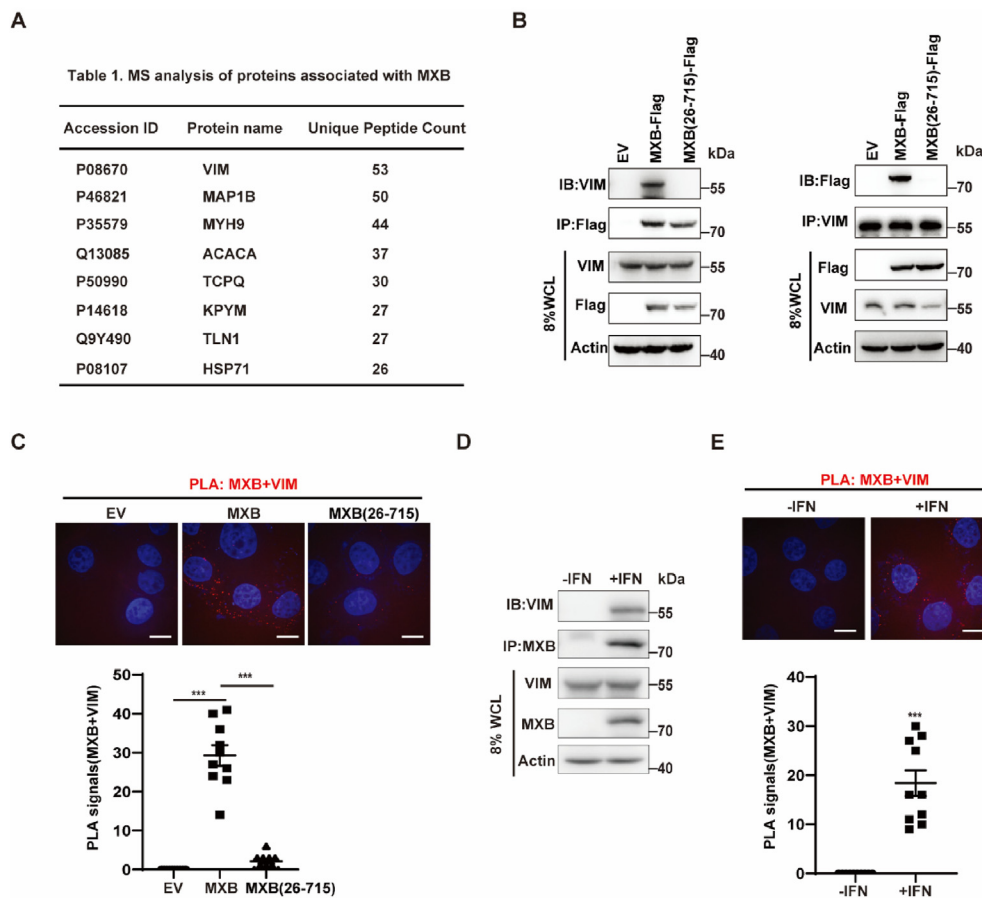 A
Table 1. MS analysis of proteins associated with MXB
Accession ID Protein name Unique Peptide Count
P08670 VIM 53
P46821 MAP1B 50
P35579 MYH9 44
Q13085 ACACA 37
P50990 TCPQ 30
P14618 KPYM 27
Q9Y490 TLN1 27
P08107 HSP71 26
B
EV
MXB-Flag
MXB(26-715)-Flag
kDa
IB:VIM
55
IP:Flag
70
8%WCL
VIM
55
Flag
70
Actin
40
EV
MXB-Flag
MXB(26-715)-Flag
kDa
IB:Flag
70
IP:VIM
55
8%WCL
Flag
70
VIM
55
Actin
40
C
PLA: MXB+VIM
EV MXB MXB(26-715)
PLA signals(MXB+VIM)
50
40
30
20
10
0
***
***
EV MXB MXB(26-715)
D
-IFN +IFN kDa
IB:VIM
55
IP:MXB
70
8% WCL
VIM
55
MXB
70
Actin
40
E
PLA: MXB+VIM
-IFN +IFN
PLA signals(MXB+VIM)
40
30
20
10
0
***
-IFN +IFN